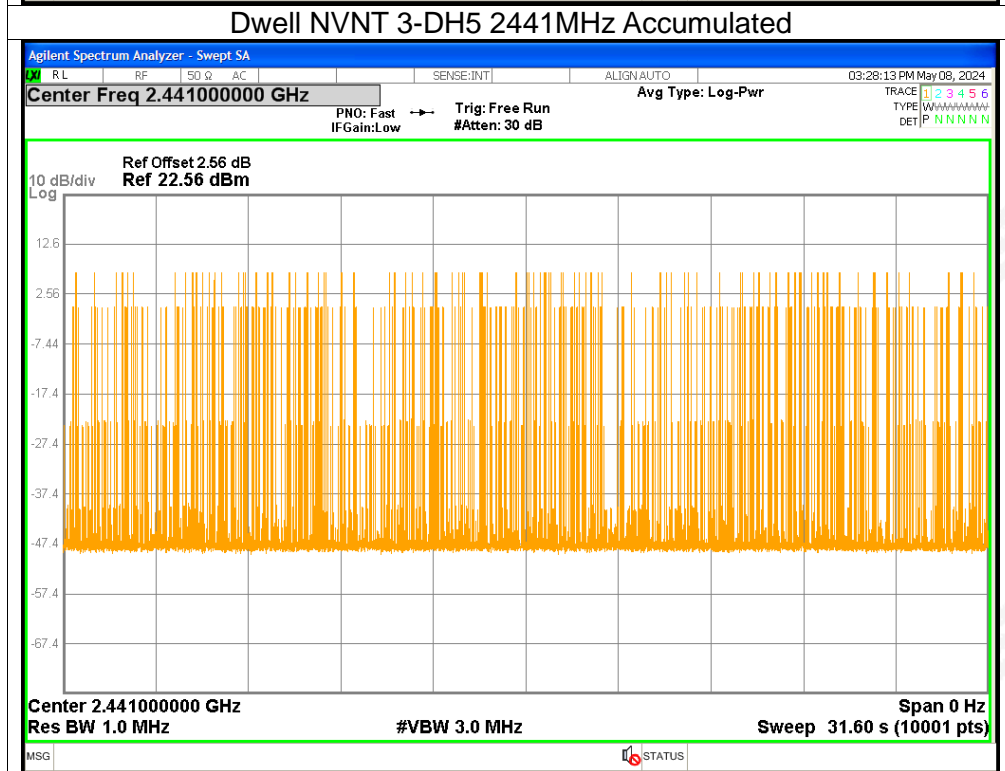 Dwell NVNT 3-DH5 2441MHz Accumulated
Agilent Spectrum Analyzer - Swept SA
LXI RL RF 50 Ω AC SENSE:INT ALIGNAUTO 03:28:13 PM May 08, 2024
Center Freq 2.441000000 GHz
PNO: Fast
IFGain:Low
Trig: Free Run
#Atten: 30 dB
Avg Type: Log-Pwr
TRACE 1 2 3 4 5 6
TYPE WWWWWW
DET P N N N N N
Ref Offset 2.56 dB
10 dB/div Ref 22.56 dBm
Log
12.6
2.56
-7.44
-17.4
-27.4
-37.4
-47.4
-57.4
-67.4
Center 2.441000000 GHz Span 0 Hz
Res BW 1.0 MHz #VBW 3.0 MHz Sweep 31.60 s (10001 pts)
MSG STATUS